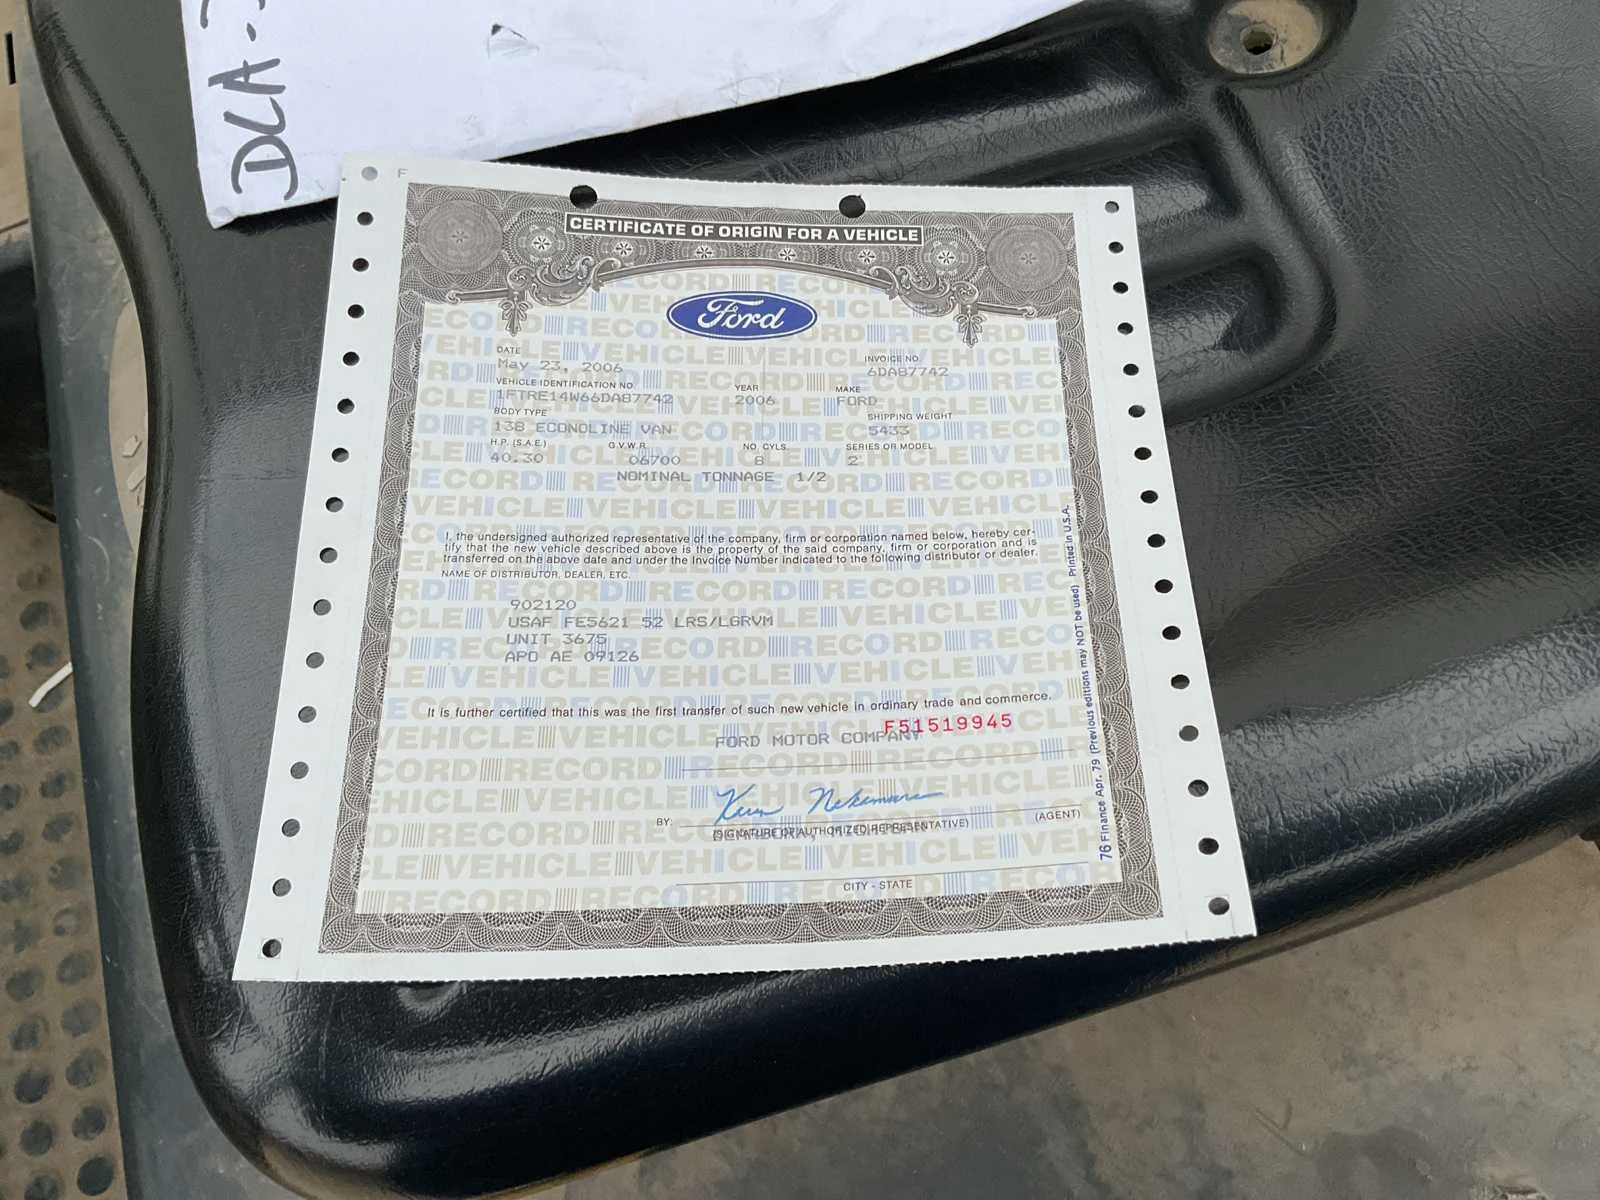 DLA-
F
CERTIFICATE OF ORIGIN FOR A VEHICLE
Ford
DATE
May 23, 2006
INVOICE NO.
6DA87742
VEHICLE IDENTIFICATION NO.
1FTRE14W66DA87742
YEAR
2006
MAKE
FORD
BODY TYPE
138 ECONOLINE VAN
SHIPPING WEIGHT
5433
H.P. (S.A.E.)
40.30
G.V.W.R.
06700
NO. CYLS.
8
SERIES OR MODEL
2
NOMINAL TONNAGE 1/2
I, the undersigned authorized representative of the company, firm or corporation named below, hereby cer-
tify that the new vehicle described above is the property of the said company, firm or corporation and is
transferred on the above date and under the Invoice Number indicated to the following distributor or dealer.
NAME OF DISTRIBUTOR, DEALER, ETC.
902120
USAF FE5621 52 LRS/LGRVM
UNIT 3675
APO AE 09126
It is further certified that this was the first transfer of such new vehicle in ordinary trade and commerce.
F51519945
FORD MOTOR COMPANY
BY:
(SIGNATURE OF AUTHORIZED REPRESENTATIVE)
(AGENT)
CITY - STATE
76 Finance Apr. 79 (Previous editions may NOT be used) Printed in U.S.A.